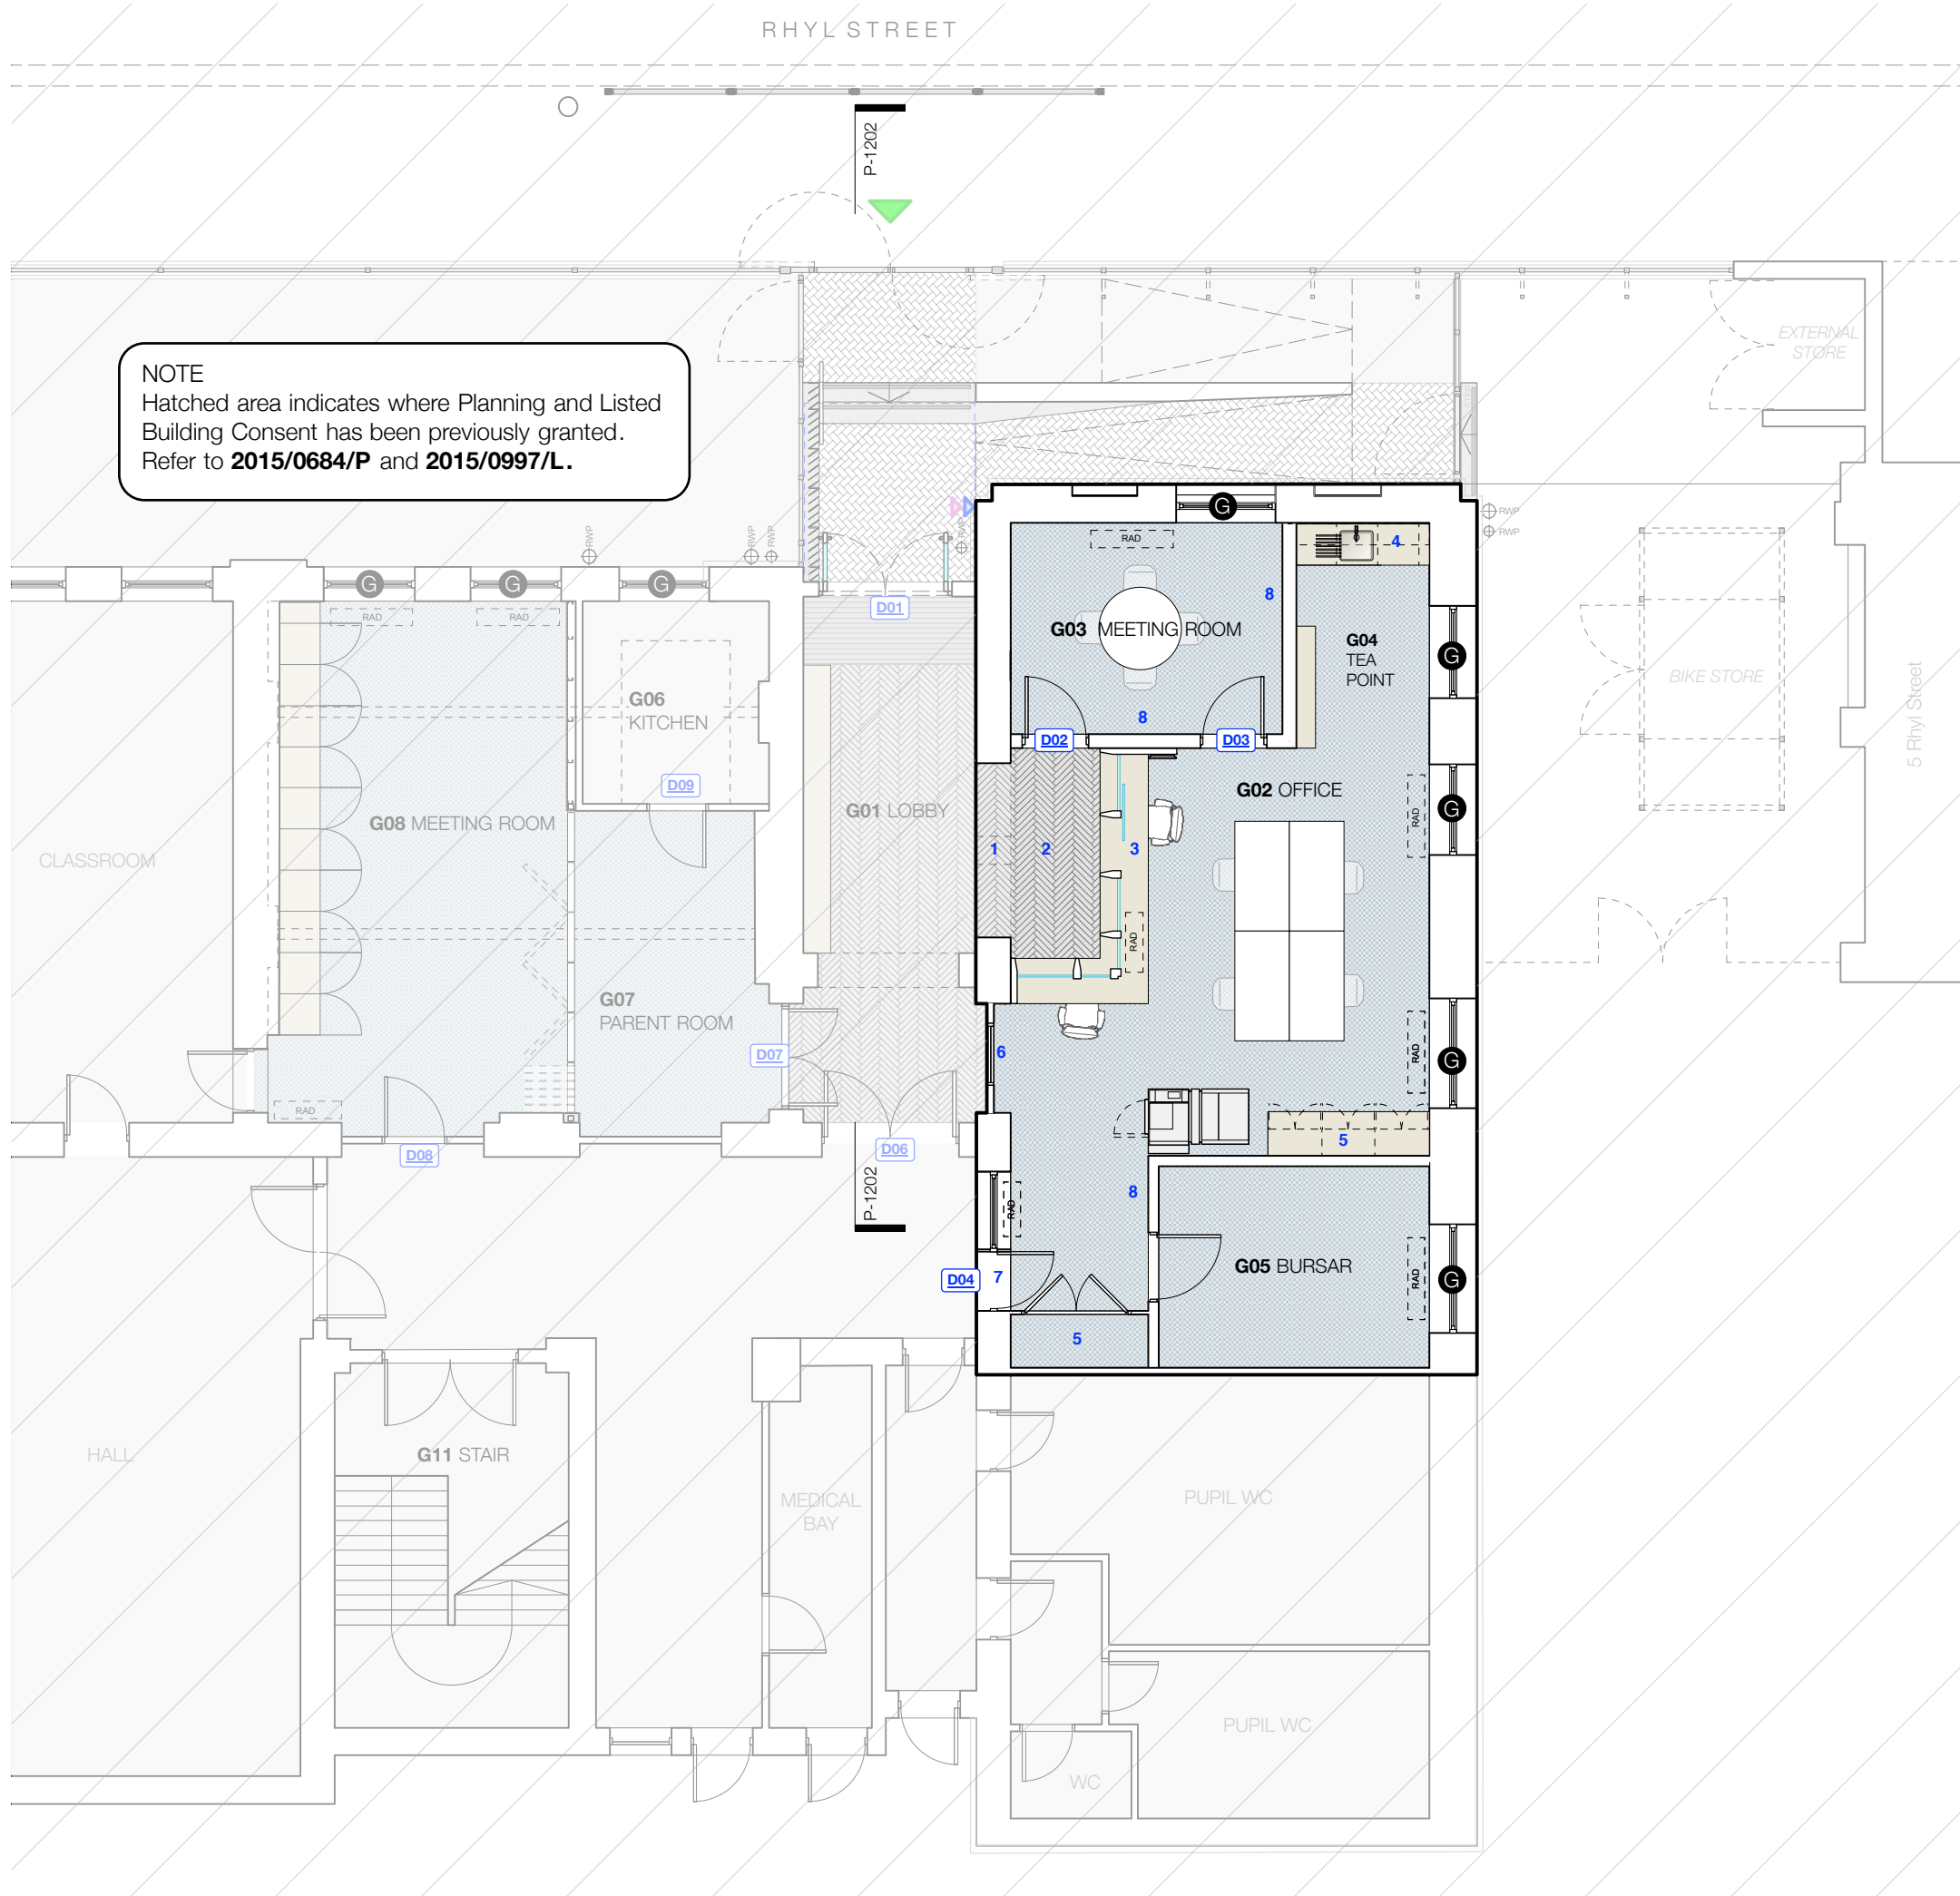 RHYL STREET
P-1202
NOTE
Hatched area indicates where Planning and Listed
Building Consent has been previously granted.
Refer to 2015/0684/P and 2015/0997/L.
EXTERNAL
STORE
RWP
RWP
RWP
RWP
RWP
G
G
G
G
RAD
4
D01
RAD
RAD
8
G03 MEETING ROOM
G04
TEA
POINT
G
G06
KITCHEN
BIKE STORE
5 Rhyl Street
8
D02
D03
D09
G02 OFFICE
G01 LOBBY
G08 MEETING ROOM
RAD
G
CLASSROOM
1
2
3
RAD
G07
PARENT ROOM
D07
6
RAD
G
RAD
D08
D06
5
P-1202
8
RAD
G05 BURSAR
RAD
G
D04
7
5
HALL
G11 STAIR
MEDICAL
BAY
PUPIL WC
PUPIL WC
WC